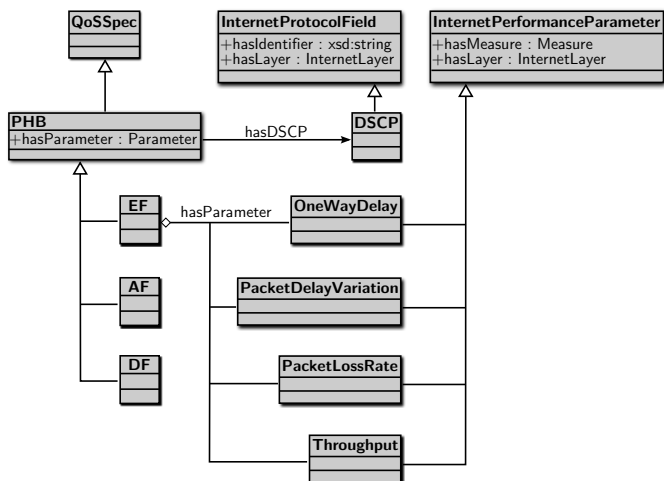 QoSSpec
InternetProtocolField
+hasIdentifier : xsd:string
+hasLayer : InternetLayer
InternetPerformanceParameter
+hasMeasure : Measure
+hasLayer : InternetLayer
PHB
+hasParameter : Parameter
hasDSCP
DSCP
EF
hasParameter
OneWayDelay
AF
PacketDelayVariation
DF
PacketLossRate
Throughput